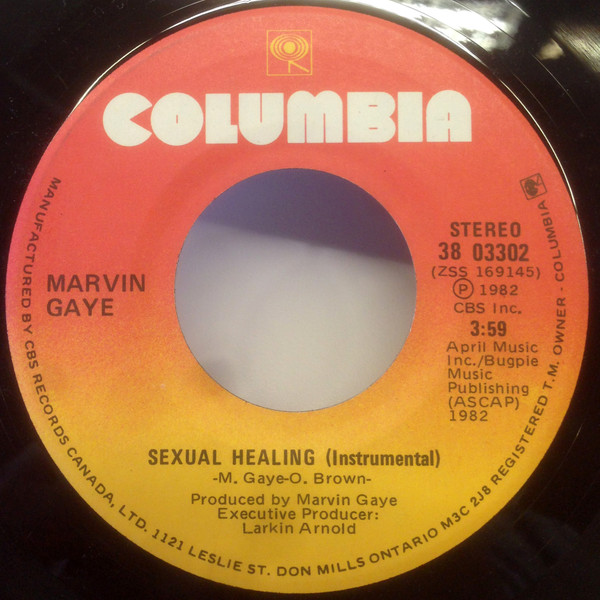 COLUMBIA
MARVIN
GAYE
STEREO
38 03302
(ZSS 169145)
Ⓟ 1982
CBS Inc.
3:59
April Music
Inc./Bugpie
Music
Publishing
(ASCAP)
1982
SEXUAL HEALING (Instrumental)
-M. Gaye-O. Brown-
Produced by Marvin Gaye
Executive Producer:
Larkin Arnold
MANUFACTURED BY CBS RECORDS CANADA, LTD. 1121 LESLIE ST. DON MILLS ONTARIO M3C 2J8 REGISTERED T.M. OWNER - COLUMBIA